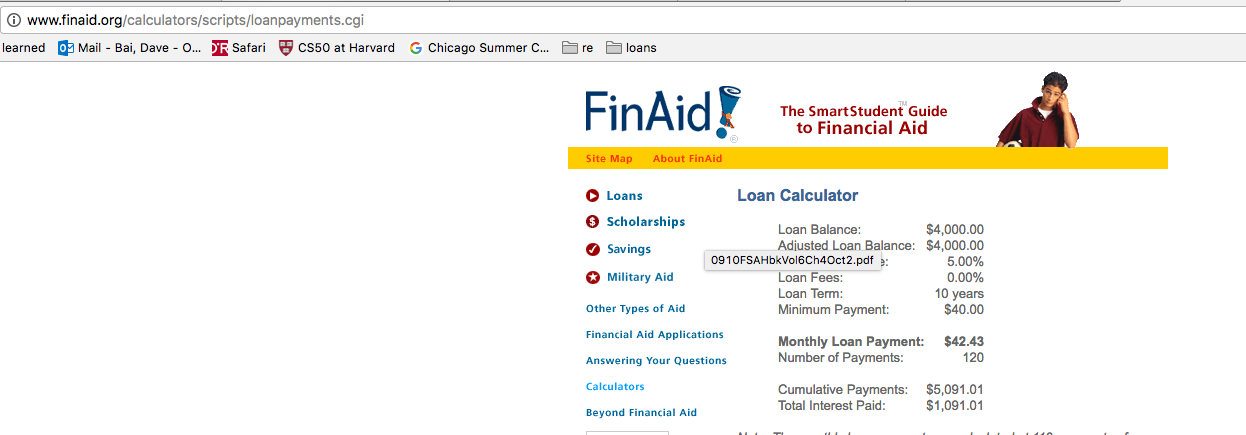 www.finaid.org/calculators/scripts/loanpayments.cgi
learned Mail - Bai, Dave - O... Safari CS50 at Harvard Chicago Summer C... re loans
FinAid! ®
The SmartStudent™ Guide
to Financial Aid
Site Map About FinAid
Loans
Scholarships
Savings
Military Aid
Other Types of Aid
Financial Aid Applications
Answering Your Questions
Calculators
Beyond Financial Aid
Loan Calculator
Loan Balance: $4,000.00
Adjusted Loan Balance: $4,000.00
0910FSAHbkVol6Ch4Oct2.pdf e: 5.00%
Loan Fees: 0.00%
Loan Term: 10 years
Minimum Payment: $40.00
Monthly Loan Payment: $42.43
Number of Payments: 120
Cumulative Payments: $5,091.01
Total Interest Paid: $1,091.01